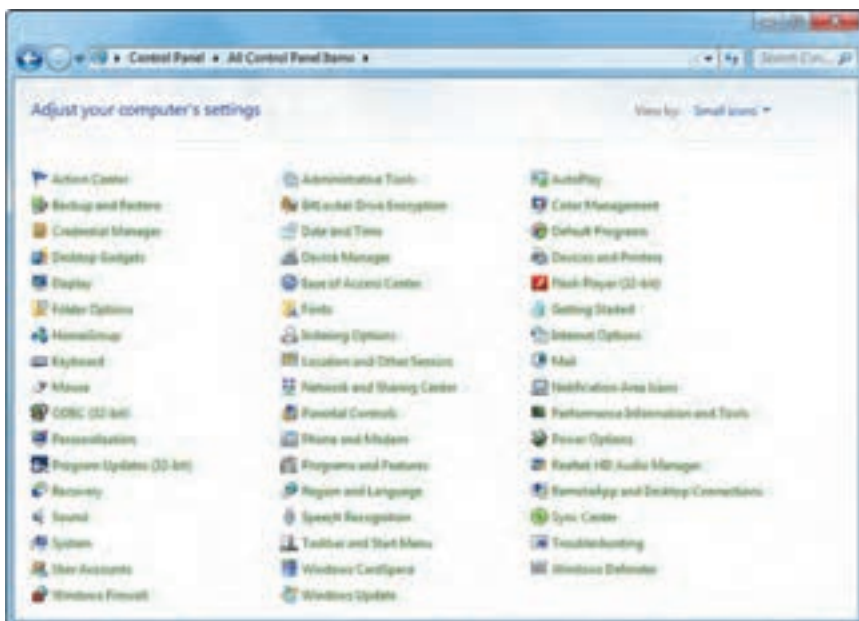 Control Panel ▸ All Control Panel Items ▸
Search Con...
Adjust your computer's settings
View by: Small icons
Action Center
Administrative Tools
AutoPlay
Backup and Restore
BitLocker Drive Encryption
Color Management
Credential Manager
Date and Time
Default Programs
Desktop Gadgets
Device Manager
Devices and Printers
Display
Ease of Access Center
Flash Player (32-bit)
Folder Options
Fonts
Getting Started
HomeGroup
Indexing Options
Internet Options
Keyboard
Location and Other Sensors
Mail
Mouse
Network and Sharing Center
Notification Area Icons
ODBC (32-bit)
Parental Controls
Performance Information and Tools
Personalization
Phone and Modem
Power Options
Program Updates (32-bit)
Programs and Features
Realtek HD Audio Manager
Recovery
Region and Language
RemoteApp and Desktop Connections
Sound
Speech Recognition
Sync Center
System
Taskbar and Start Menu
Troubleshooting
User Accounts
Windows CardSpace
Windows Defender
Windows Firewall
Windows Update